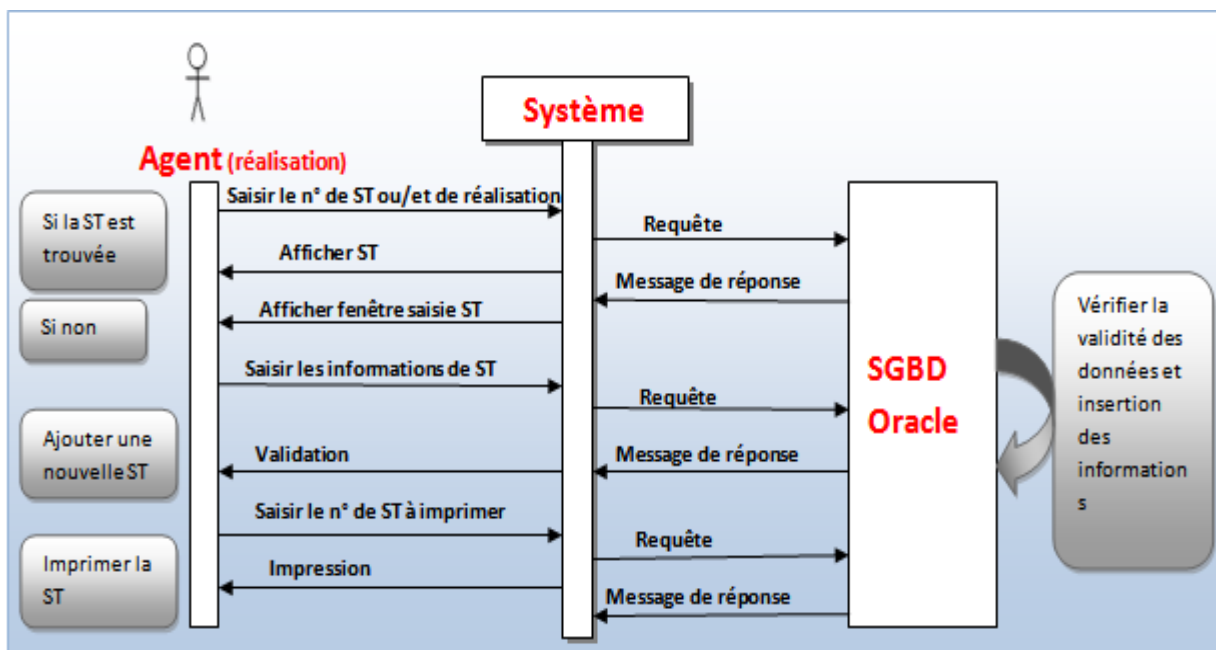 Système
Agent (réalisation)
Saisir le n° de ST ou/et de réalisation
Si la ST est
trouvée
Requête
Afficher ST
Message de réponse
Afficher fenêtre saisie ST
Si non
Vérifier la
validité des
données et
insertion
des
information
s
Saisir les informations de ST
SGBD
Oracle
Requête
Ajouter une
nouvelle ST
Validation
Message de réponse
Saisir le n° de ST à imprimer
Requête
Imprimer la
ST
Impression
Message de réponse